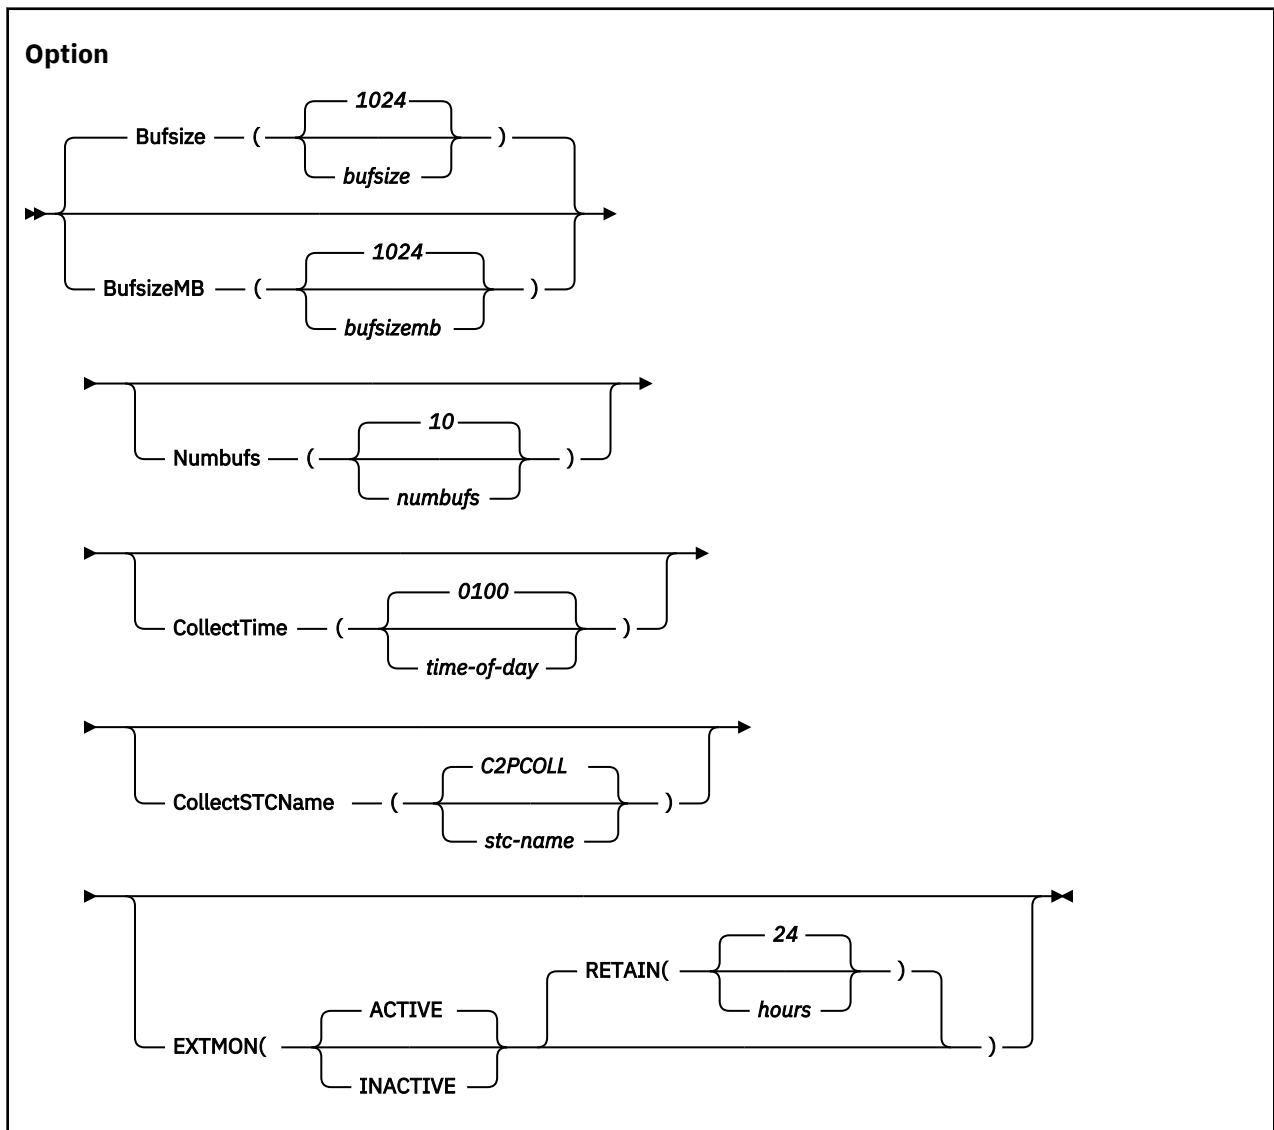 Option
1024
Bufsize ( )
bufsize
1024
BufsizeMB ( )
bufsizemb
10
Numbufs ( )
numbufs
0100
CollectTime ( )
time-of-day
C2PCOLL
CollectSTCName ( )
stc-name
24
RETAIN( )
hours
ACTIVE
EXTMON( )
INACTIVE